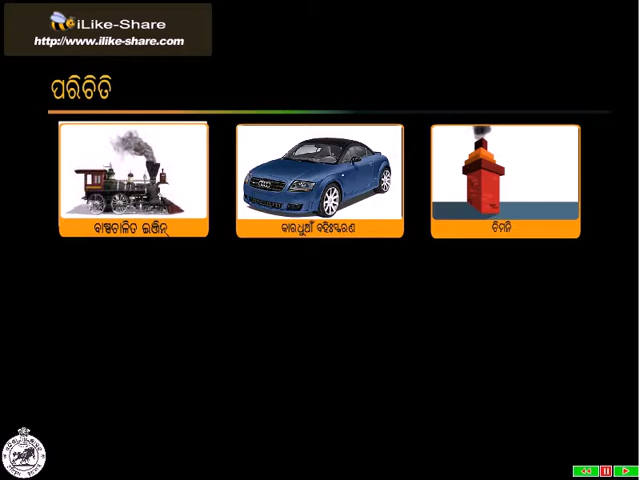 iLike-Share
http://www.ilike-share.com
ପରିଚିତି
ବାଷ୍ପଚାଳିତ ଇଞ୍ଜିନ୍
କାରଧୂଆଁ ବହିଃସ୍କରଣ
ଚିମନି